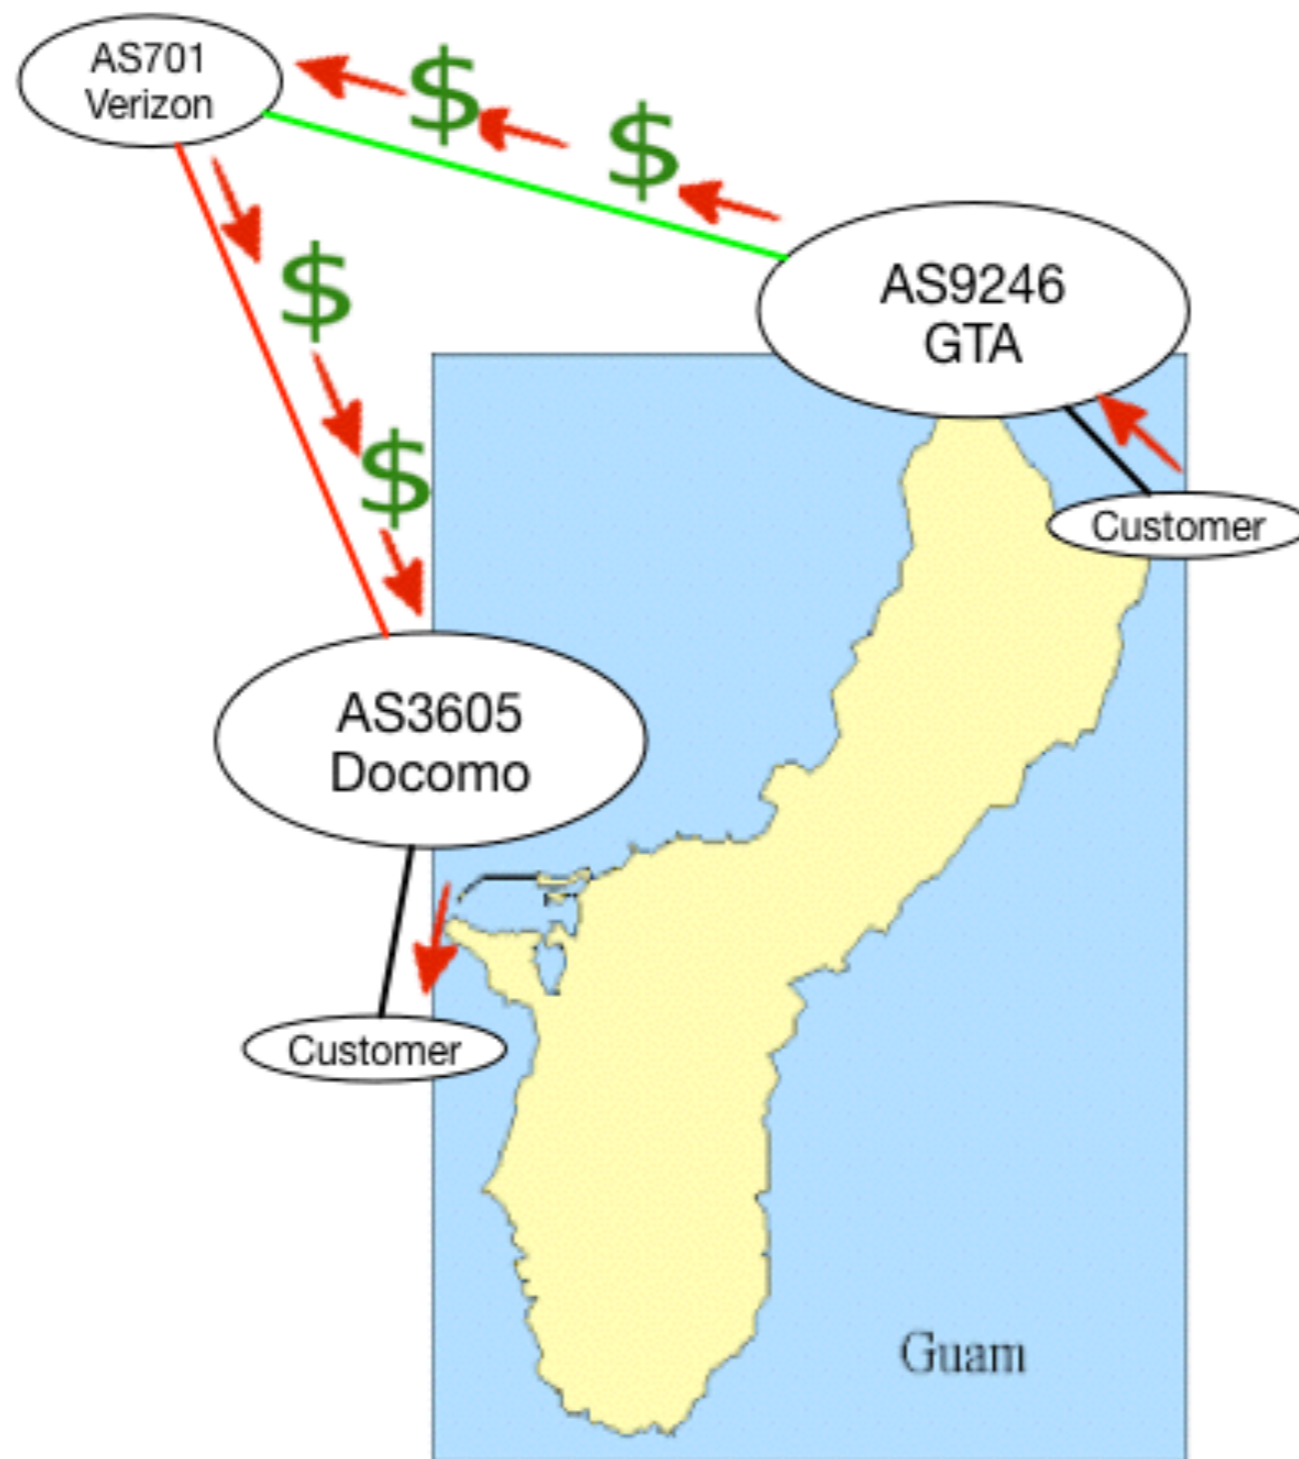 AS701
Verizon
$
$
AS9246
GTA
$
$
Customer
AS3605
Docomo
Customer
Guam